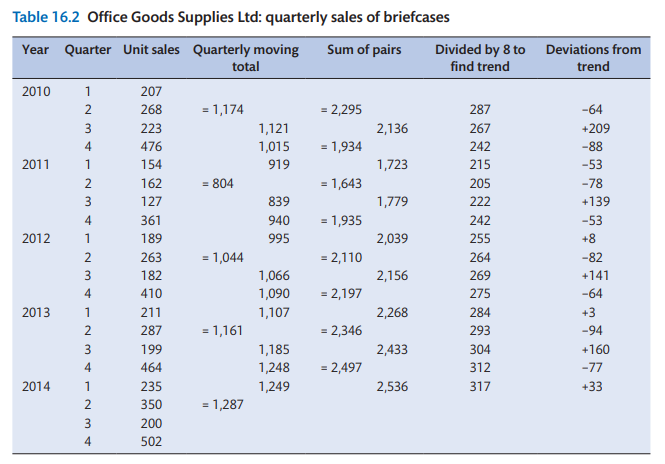 Table 16.2 Office Goods Supplies Ltd: quarterly sales of briefcases
Year Quarter Unit sales Quarterly moving Sum of pairs Divided by 8 to Deviations from
total find trend trend
2010 1 207
2 268 = 1,174 = 2,295 287 –64
3 223 1,121 2,136 267 +209
4 476 1,015 = 1,934 242 –88
2011 1 154 919 1,723 215 –53
2 162 = 804 = 1,643 205 –78
3 127 839 1,779 222 +139
4 361 940 = 1,935 242 –53
2012 1 189 995 2,039 255 +8
2 263 = 1,044 = 2,110 264 –82
3 182 1,066 2,156 269 +141
4 410 1,090 = 2,197 275 –64
2013 1 211 1,107 2,268 284 +3
2 287 = 1,161 = 2,346 293 –94
3 199 1,185 2,433 304 +160
4 464 1,248 = 2,497 312 –77
2014 1 235 1,249 2,536 317 +33
2 350 = 1,287
3 200
4 502